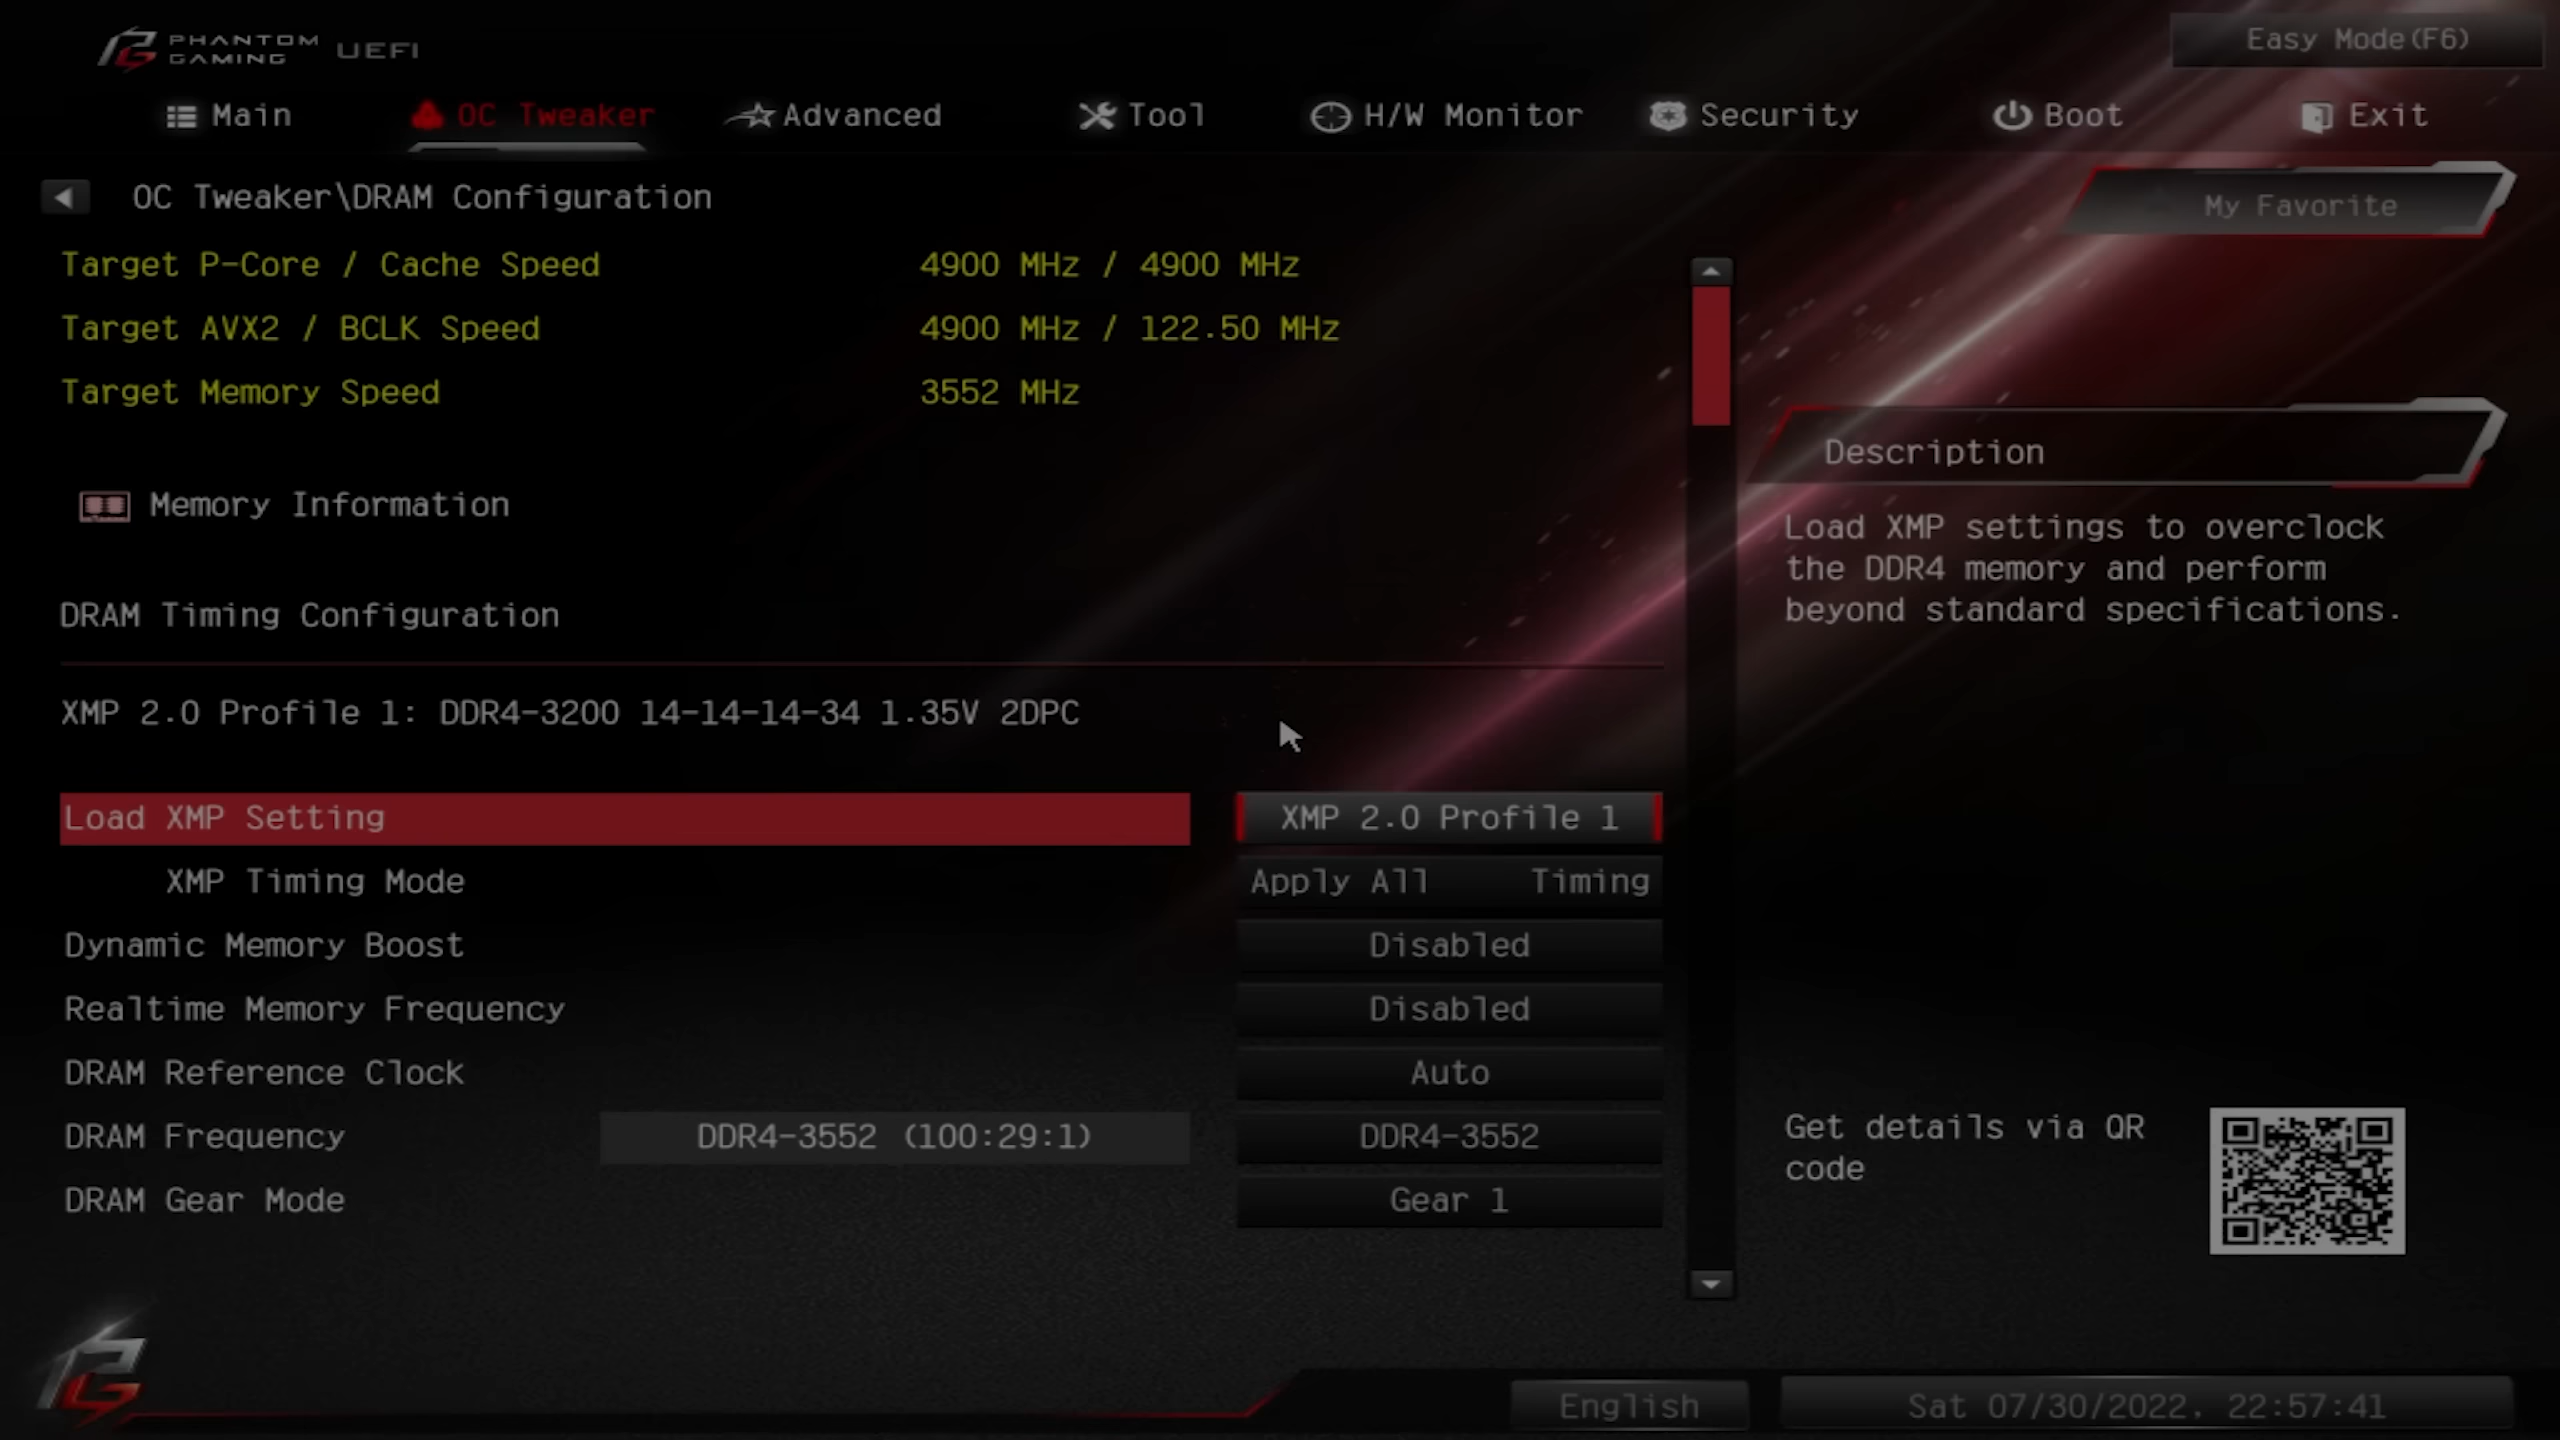 PHANTOM GAMING UEFI
Easy Mode(F6)
Main OC Tweaker Advanced Tool H/W Monitor Security Boot Exit
OC Tweaker\DRAM Configuration
My Favorite
Target P-Core / Cache Speed 4900 MHz / 4900 MHz
Target AVX2 / BCLK Speed 4900 MHz / 122.50 MHz
Target Memory Speed 3552 MHz
Memory Information
DRAM Timing Configuration
XMP 2.0 Profile 1: DDR4-3200 14-14-14-34 1.35V 2DPC
Load XMP Setting XMP 2.0 Profile 1
XMP Timing Mode Apply All Timing
Dynamic Memory Boost Disabled
Realtime Memory Frequency Disabled
DRAM Reference Clock Auto
DRAM Frequency DDR4-3552 (100:29:1) DDR4-3552
DRAM Gear Mode Gear 1
Description
Load XMP settings to overclock
the DDR4 memory and perform
beyond standard specifications.
Get details via QR
code
English
Sat 07/30/2022, 22:57:41